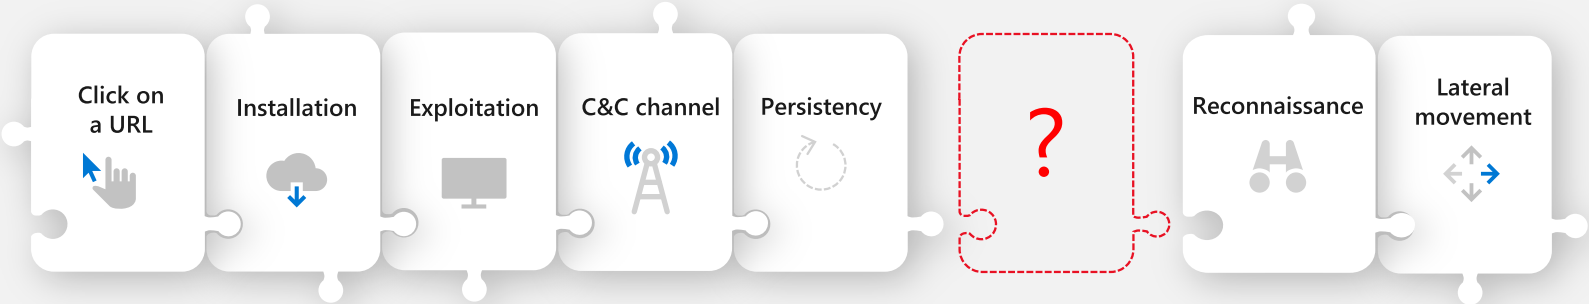 Click on
a URL
Installation
Exploitation
C&C channel
Persistency
?
Reconnaissance
Lateral
movement